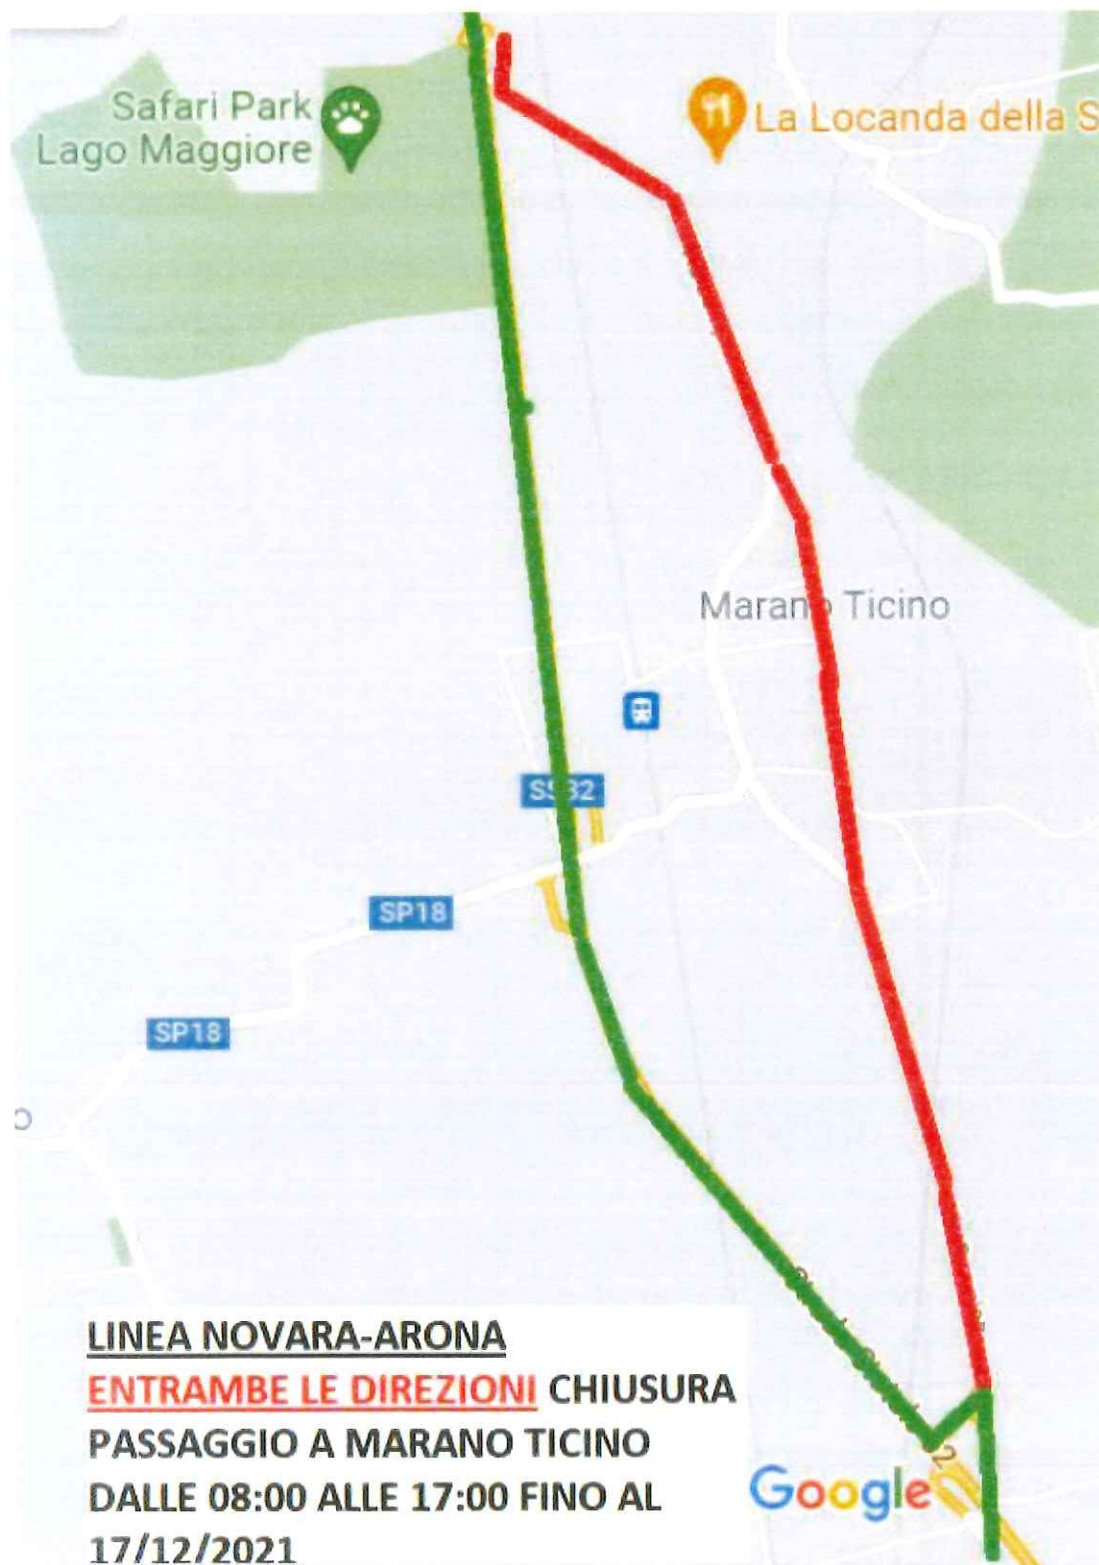 Safari Park
Lago Maggiore
La Locanda della S
Marano Ticino
SS32
SP18
SP18
o
LINEA NOVARA-ARONA
ENTRAMBE LE DIREZIONI CHIUSURA
PASSAGGIO A MARANO TICINO
DALLE 08:00 ALLE 17:00 FINO AL
17/12/2021
2
Google